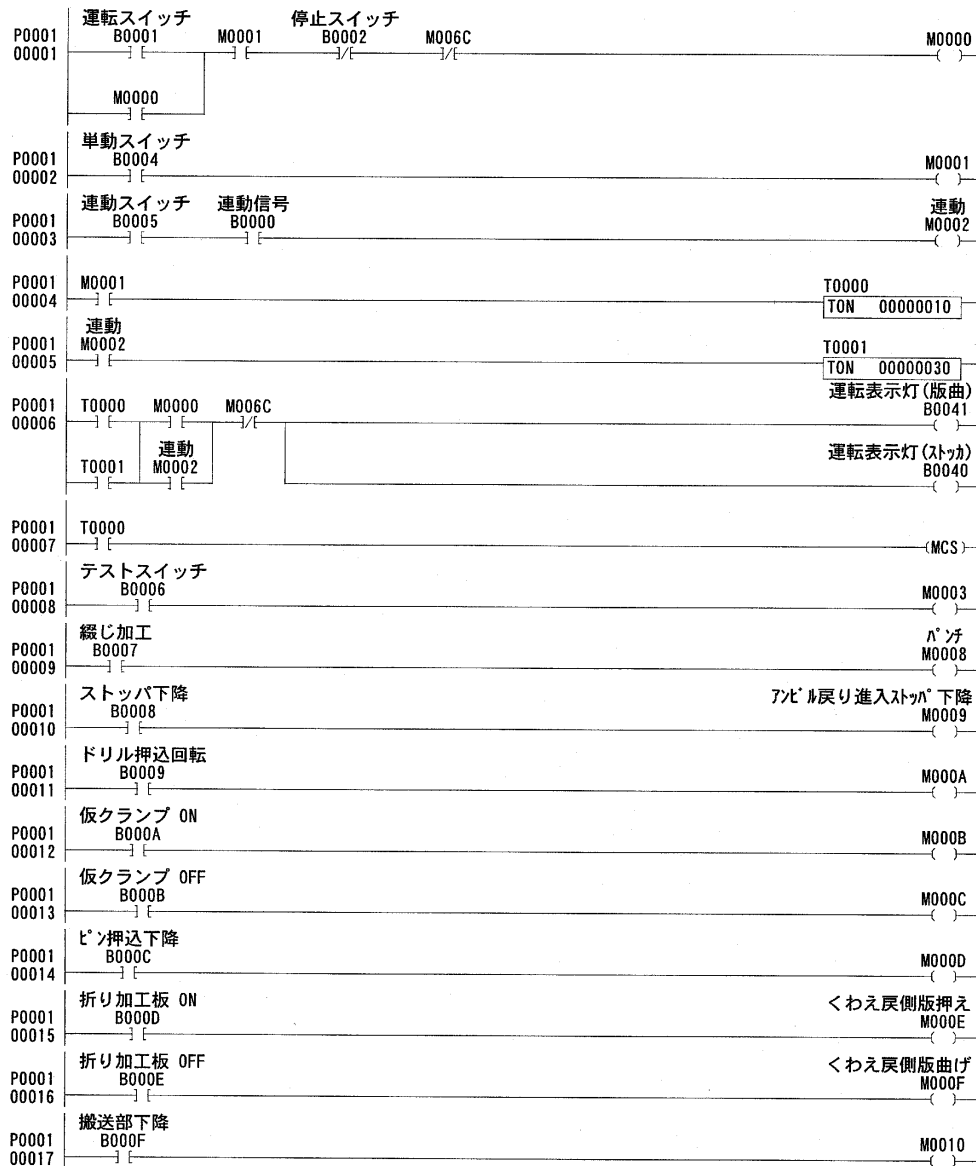 運転スイッチ 停止スイッチ
P0001 B0001 M0001 B0002 M006C M0000
00001
M0000
単動スイッチ
P0001 B0004 M0001
00002
連動スイッチ 連動信号 連動
P0001 B0005 B0000 M0002
00003
P0001 M0001 T0000
00004 TON 00000010
連動
P0001 M0002 T0001
00005 TON 00000030
運転表示灯(版曲)
P0001 T0000 M0000 M006C B0041
00006
連動 運転表示灯(ストッカ)
T0001 M0002 B0040
P0001 T0000
00007 (MCS)
テストスイッチ
P0001 B0006 M0003
00008
綴じ加工 パンチ
P0001 B0007 M0008
00009
ストッパ下降 アンビル戻り進入ストッパ下降
P0001 B0008 M0009
00010
ドリル押込回転
P0001 B0009 M000A
00011
仮クランプ ON
P0001 B000A M000B
00012
仮クランプ OFF
P0001 B000B M000C
00013
ピン押込下降
P0001 B000C M000D
00014
折り加工板 ON くわえ戻側版押え
P0001 B000D M000E
00015
折り加工板 OFF くわえ戻側版曲げ
P0001 B000E M000F
00016
搬送部下降
P0001 B000F M0010
00017